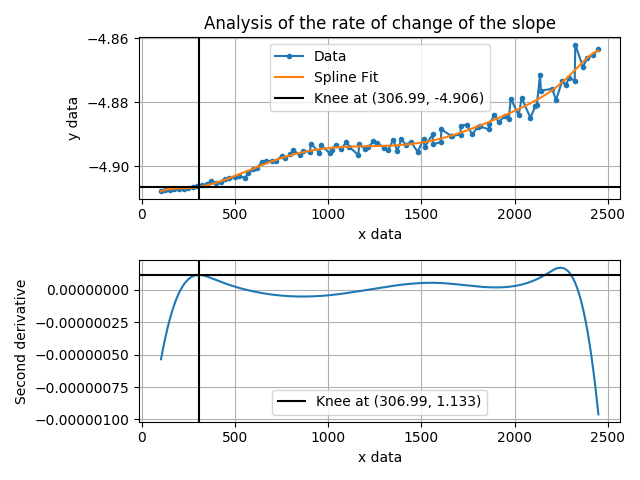 Analysis of the rate of change of the slope
−4.86
−4.88
−4.90
y data
Data
Spline Fit
Knee at (306.99, -4.906)
0 500 1000 1500 2000 2500
x data
0.00000000
−0.00000025
−0.00000050
−0.00000075
−0.00000100
Second derivative
Knee at (306.99, 1.133)
0 500 1000 1500 2000 2500
x data